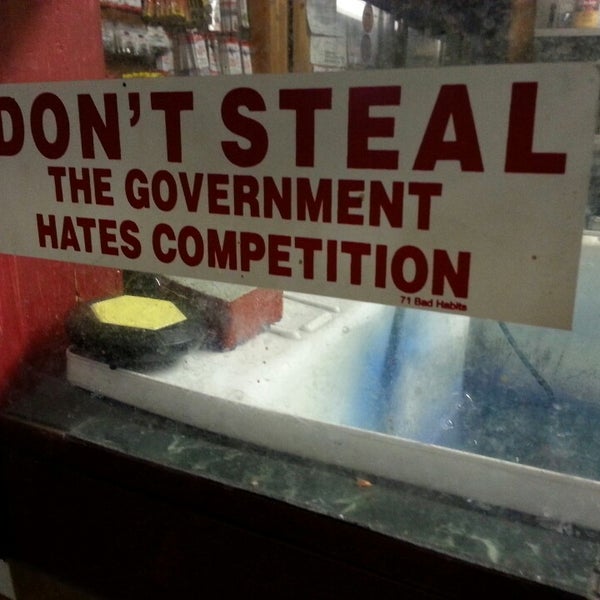 DON'T STEAL
THE GOVERNMENT
HATES COMPETITION
71 Bad Habits